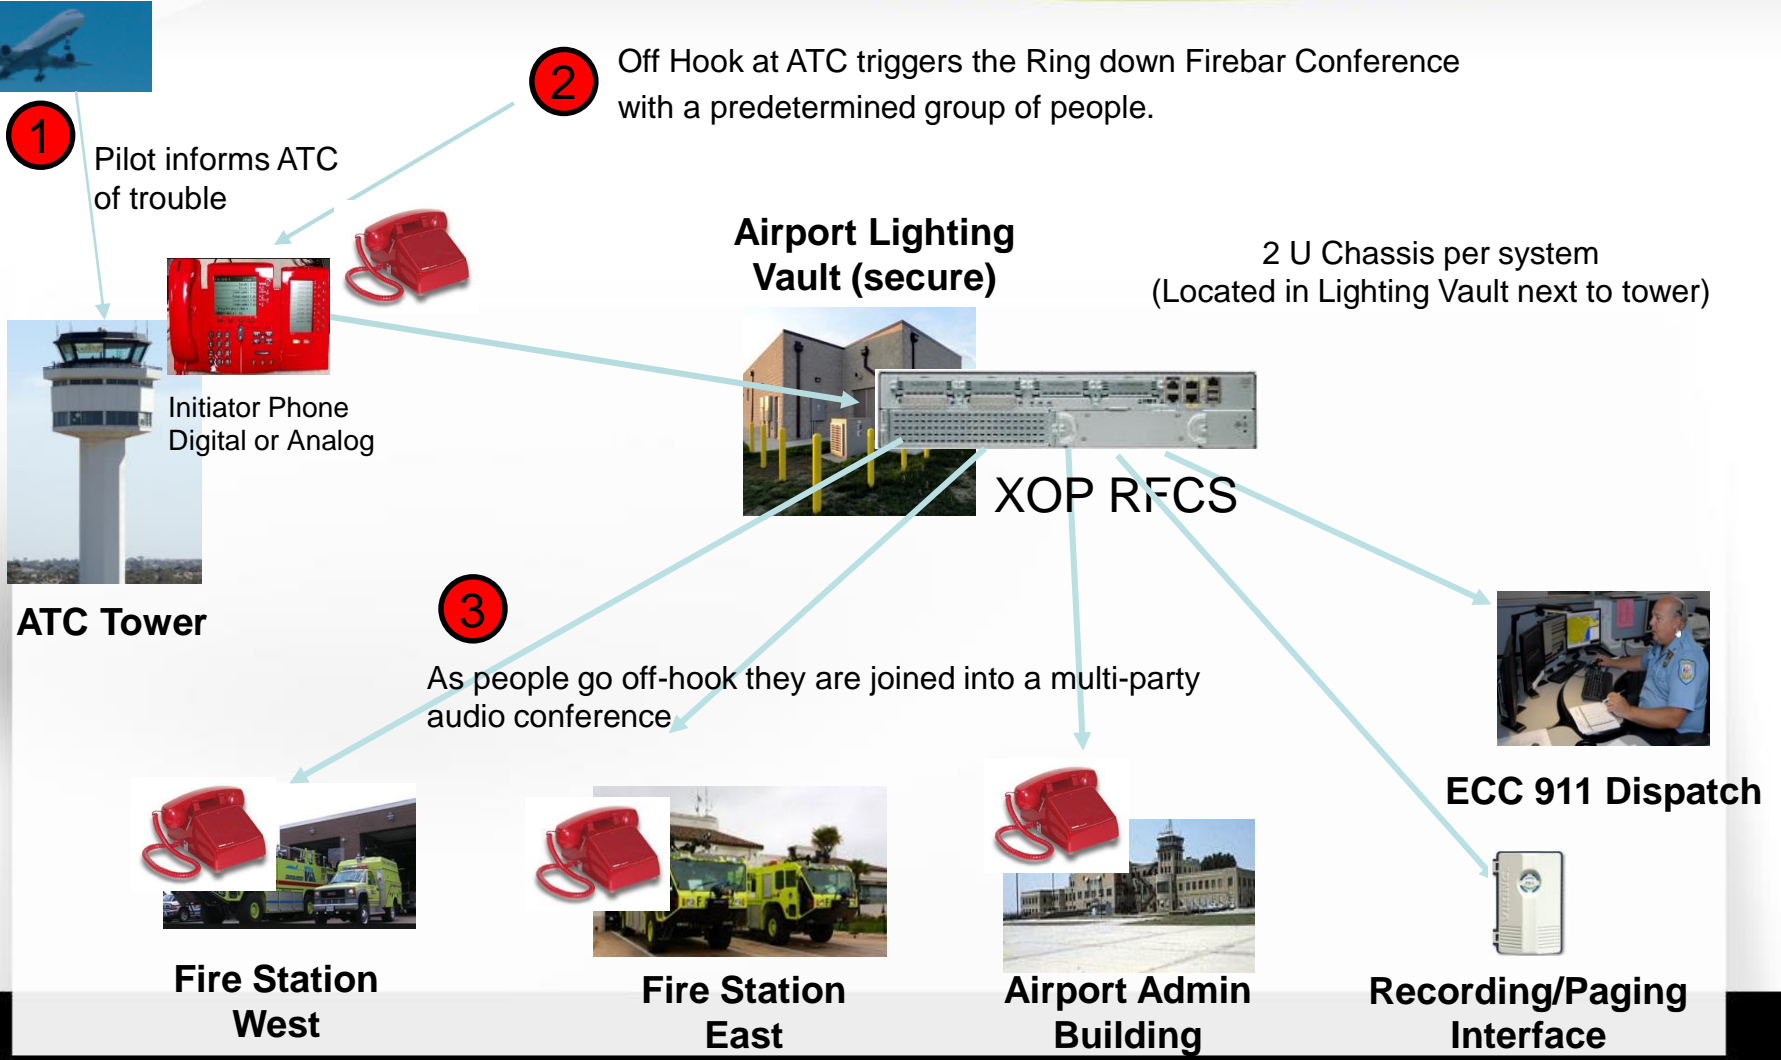 1
Pilot informs ATC
of trouble
2
Off Hook at ATC triggers the Ring down Firebar Conference
with a predetermined group of people.
Airport Lighting
Vault (secure)
2 U Chassis per system
(Located in Lighting Vault next to tower)
Initiator Phone
Digital or Analog
XOP RFCS
ATC Tower
3
As people go off-hook they are joined into a multi-party
audio conference
ECC 911 Dispatch
Fire Station
West
Fire Station
East
Airport Admin
Building
Recording/Paging
Interface